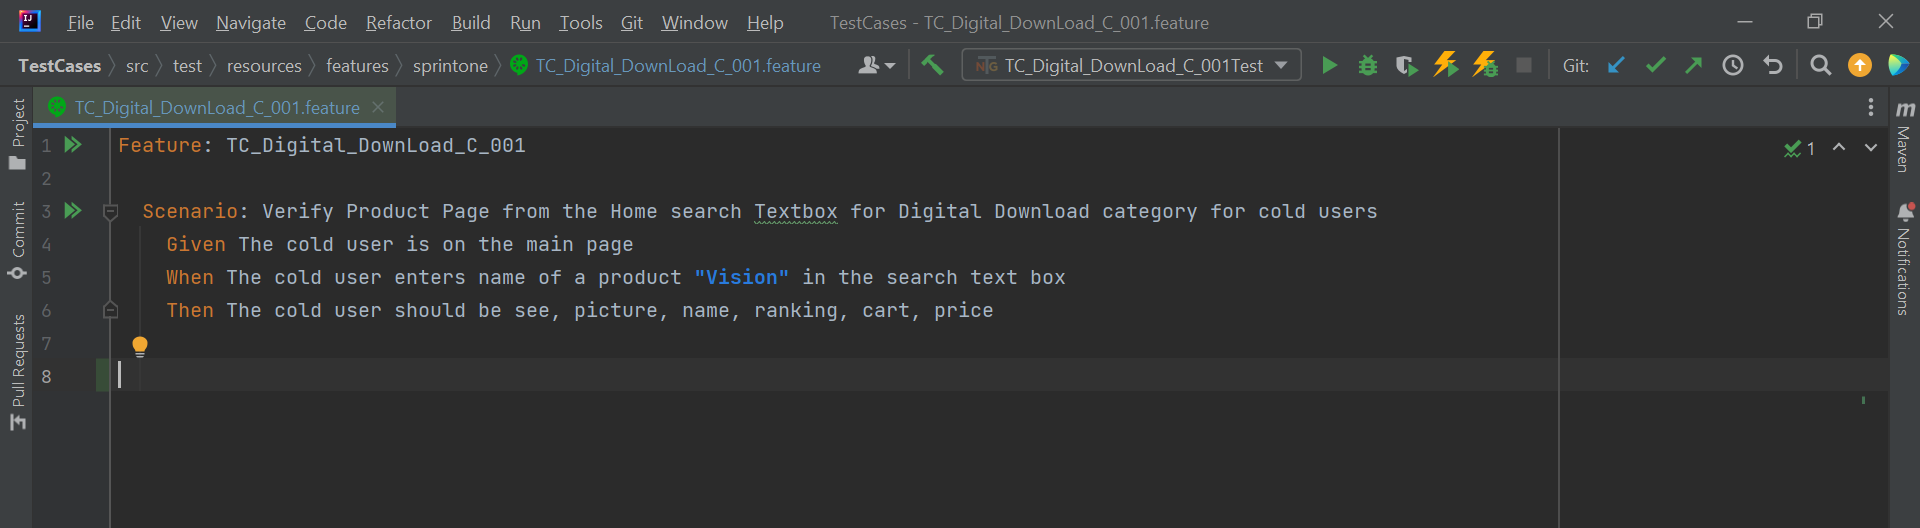 File Edit View Navigate Code Refactor Build Run Tools Git Window Help TestCases - TC_Digital_DownLoad_C_001.feature
TestCases src test resources features sprintone TC_Digital_DownLoad_C_001.feature TC_Digital_DownLoad_C_001Test Git:
TC_Digital_DownLoad_C_001.feature
Project
Commit
Pull Requests
1 Feature: TC_Digital_DownLoad_C_001
2
3 Scenario: Verify Product Page from the Home search Textbox for Digital Download category for cold users
4 Given The cold user is on the main page
5 When The cold user enters name of a product "Vision" in the search text box
6 Then The cold user should be see, picture, name, ranking, cart, price
7
8
1
Maven
Notifications